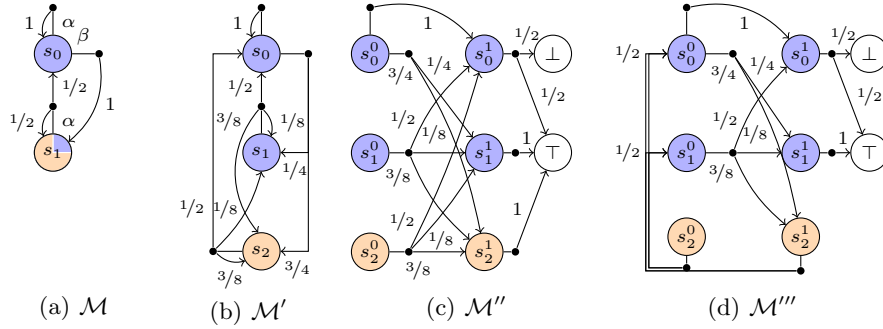 1 α
β
s₀
1/2
1
1/2 α
s₁
(a) ℳ
1
s₀
1/2
3/8 1/8
s₁
1/4
1/2 1/8
s₂
3/8 3/4
(b) ℳ′
1
s₀⁰ s₀¹ 1/2 ⊥
3/4 1/4
1/2
1/2
1/8
s₁⁰ s₁¹ 1 ⊤
3/8
1/2 1/8 1
s₂⁰ s₂¹
3/8
(c) ℳ″
1
1/2 s₀⁰ s₀¹ 1/2 ⊥
3/4 1/4
1/2
1/2
1/8
1/2 s₁⁰ s₁¹ 1 ⊤
3/8
s₂⁰ s₂¹
(d) ℳ‴